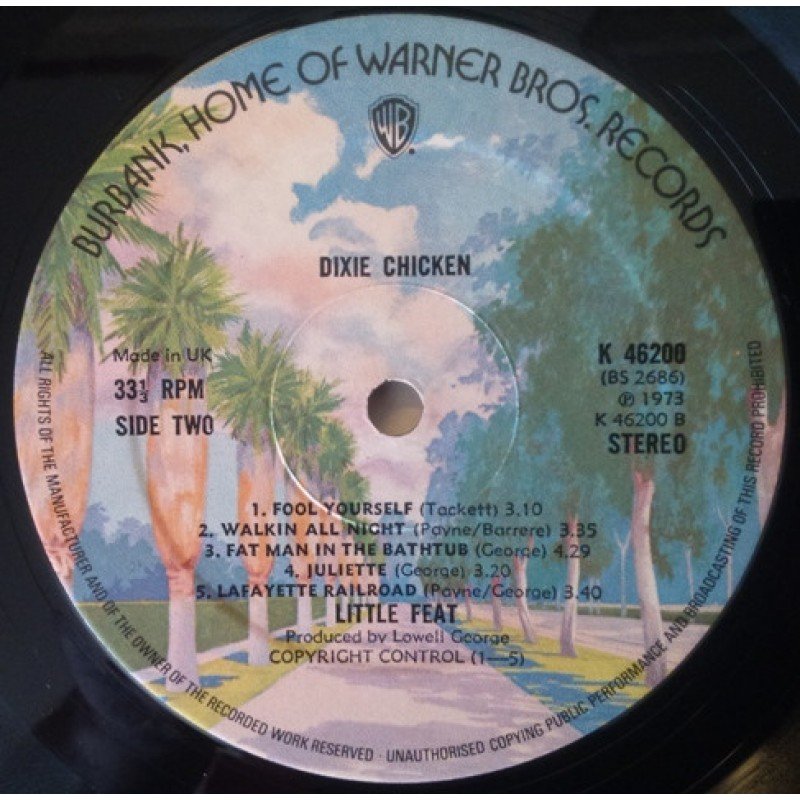 BURBANK, HOME OF WARNER BROS. RECORDS
WB
DIXIE CHICKEN
Made in UK
33⅓ RPM
SIDE TWO
K 46200
(BS 2686)
℗ 1973
K 46200 B
STEREO
1. FOOL YOURSELF (Tackett) 3.10
2. WALKIN ALL NIGHT (Payne/Barrere) 3.35
3. FAT MAN IN THE BATHTUB (George) 4.29
4. JULIETTE (George) 3.20
5. LAFAYETTE RAILROAD (Payne/George) 3.40
LITTLE FEAT
Produced by Lowell George
COPYRIGHT CONTROL (1—5)
ALL RIGHTS OF THE MANUFACTURER AND OF THE OWNER OF THE RECORDED WORK RESERVED · UNAUTHORISED COPYING PUBLIC PERFORMANCE AND BROADCASTING OF THIS RECORD PROHIBITED